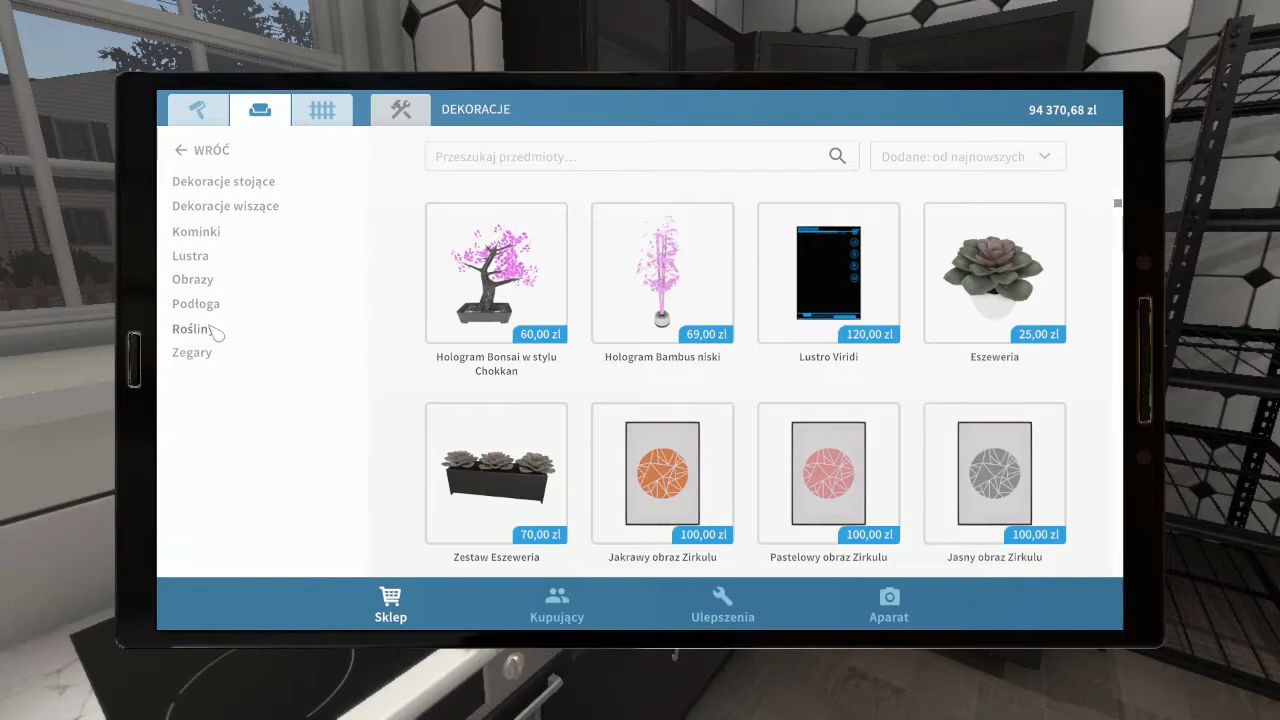 DEKORACJE
94 370,68 zl
WRÓĆ
Dekoracje stojące
Dekoracje wiszące
Kominki
Lustra
Obrazy
Podłoga
Rośliny
Zegary
Przeszukaj przedmioty...
Dodane: od najnowszych
60,00 zl
69,00 zl
120,00 zl
25,00 zl
Hologram Bonsai w stylu
Chokkan
Hologram Bambus niski
Lustro Viridi
Eszeweria
70,00 zl
100,00 zl
100,00 zl
100,00 zl
Zestaw Eszeweria
Jakrawy obraz Zirkulu
Pastelowy obraz Zirkulu
Jasny obraz Zirkulu
Sklep
Kupujący
Ulepszenia
Aparat